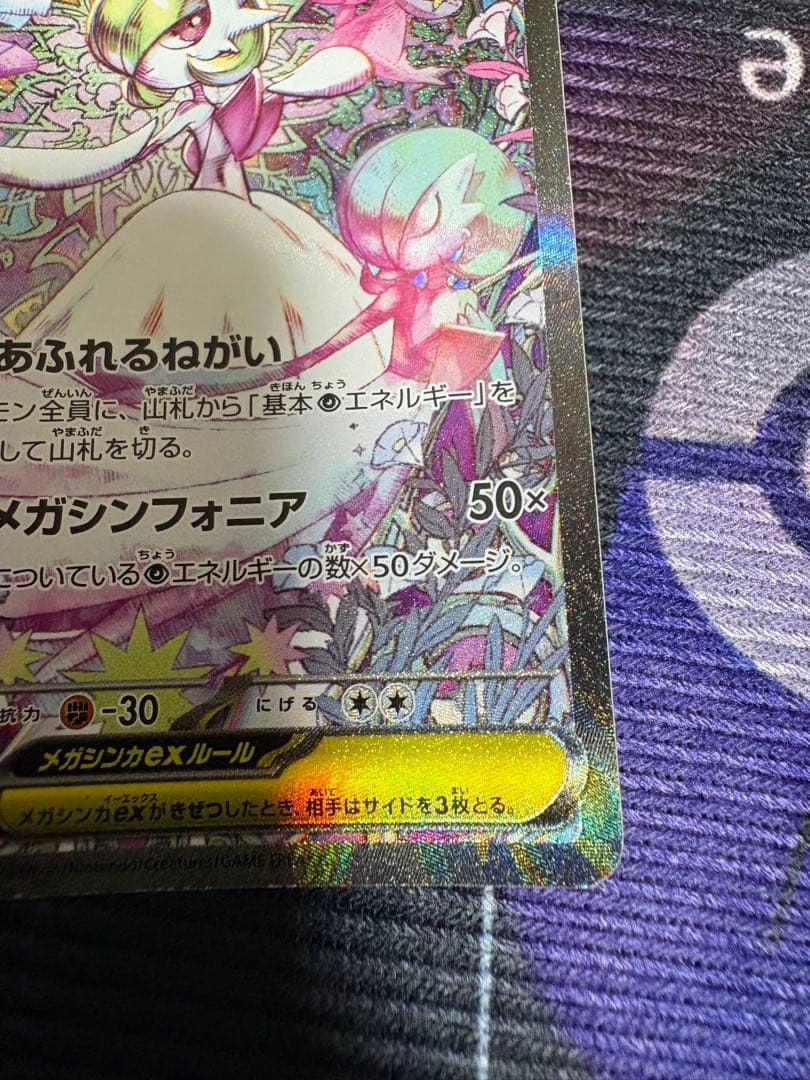 e
あふれるねがい
モン全員に、山札から「基本エネルギー」を
して山札を切る。
メガシンフォニア 50×
についているエネルギーの数×50ダメージ。
抗力 -30 にげる
メガシンカexルール
メガシンカexがきぜつしたとき、相手はサイドを3枚とる。
/Nintendo/Creatures/GAME FREAK